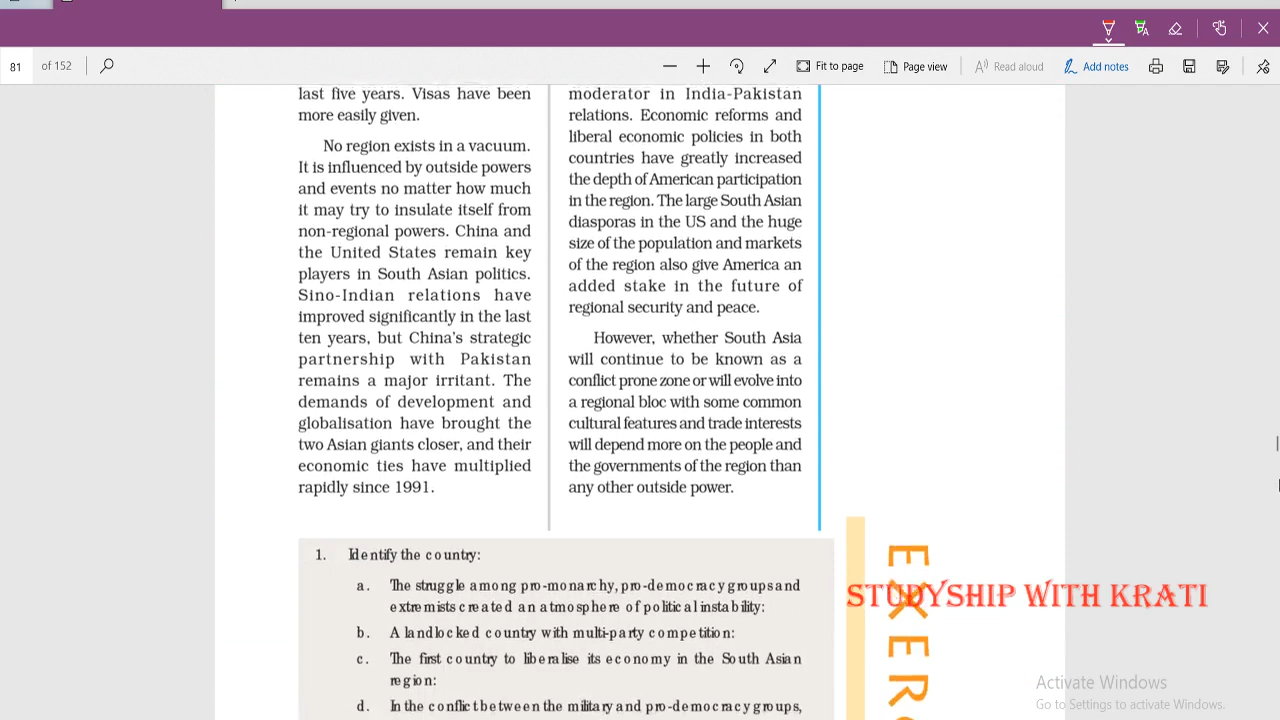 81 of 152
Fit to page
Page view
Read aloud
Add notes
last five years. Visas have been
more easily given.
No region exists in a vacuum.
It is influenced by outside powers
and events no matter how much
it may try to insulate itself from
non-regional powers. China and
the United States remain key
players in South Asian politics.
Sino-Indian relations have
improved significantly in the last
ten years, but China's strategic
partnership with Pakistan
remains a major irritant. The
demands of development and
globalisation have brought the
two Asian giants closer, and their
economic ties have multiplied
rapidly since 1991.
moderator in India-Pakistan
relations. Economic reforms and
liberal economic policies in both
countries have greatly increased
the depth of American participation
in the region. The large South Asian
diasporas in the US and the huge
size of the population and markets
of the region also give America an
added stake in the future of
regional security and peace.
However, whether South Asia
will continue to be known as a
conflict prone zone or will evolve into
a regional bloc with some common
cultural features and trade interests
will depend more on the people and
the governments of the region than
any other outside power.
1. Identify the country:
a. The struggle among pro-monarchy, pro-democracy groups and
extremists created an atmosphere of political instability:
b. A landlocked country with multi-party competition:
c. The first country to liberalise its economy in the South Asian
region:
d. In the conflict between the military and pro-democracy groups,
EXER
STUDYSHIP WITH KRATI
Activate Windows
Go to Settings to activate Windows.